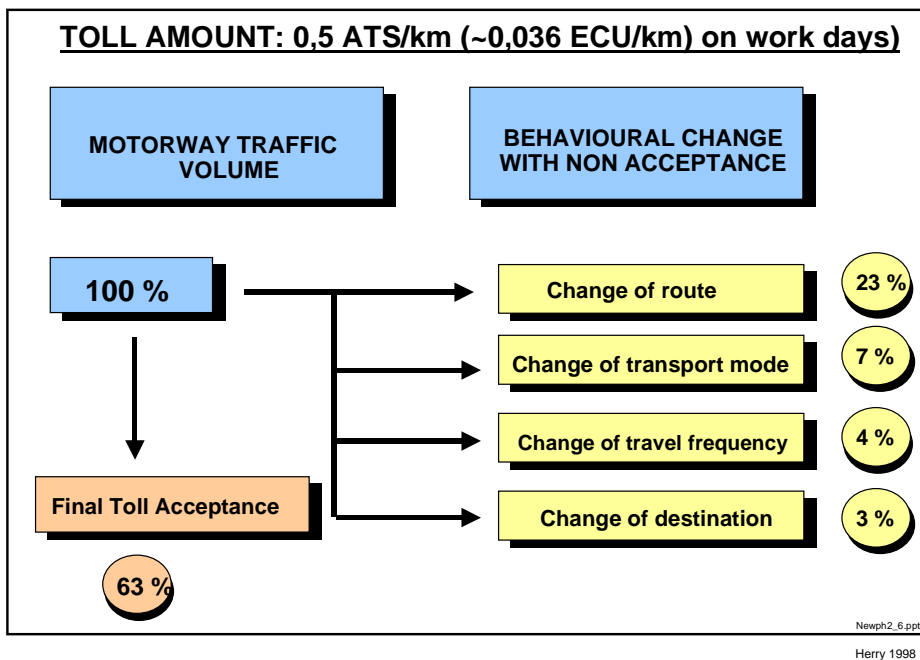 TOLL AMOUNT: 0,5 ATS/km (~0,036 ECU/km) on work days)
MOTORWAY TRAFFIC
VOLUME
BEHAVIOURAL CHANGE
WITH NON ACCEPTANCE
100 %
Change of route
23 %
Change of transport mode
7 %
Change of travel frequency
4 %
Final Toll Acceptance
Change of destination
3 %
63 %
Newph2_6.ppt
Herry 1998